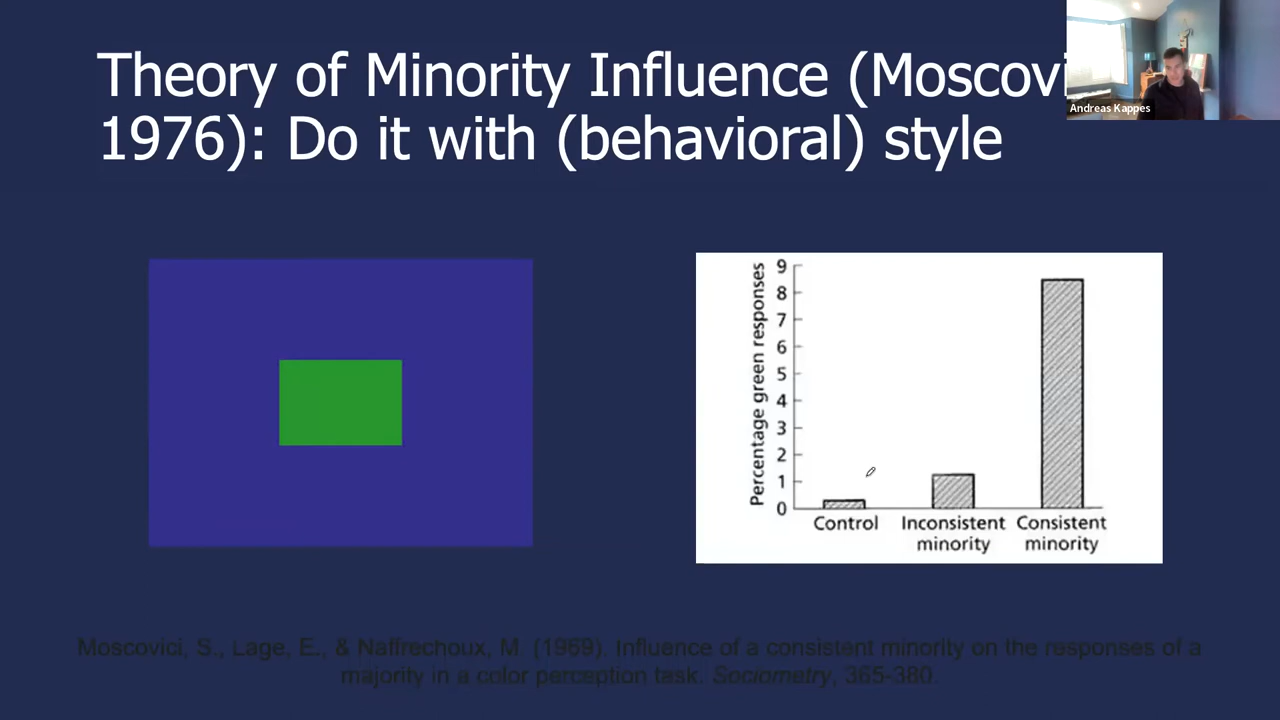 Theory of Minority Influence (Moscovi
1976): Do it with (behavioral) style
Andreas Kappes
Percentage green responses
9
8
7
6
5
4
3
2
1
0
Control
Inconsistent
minority
Consistent
minority
Moscovici, S., Lage, E., & Naffrechoux, M. (1969). Influence of a consistent minority on the responses of a
majority in a color perception task. Sociometry, 365-380.